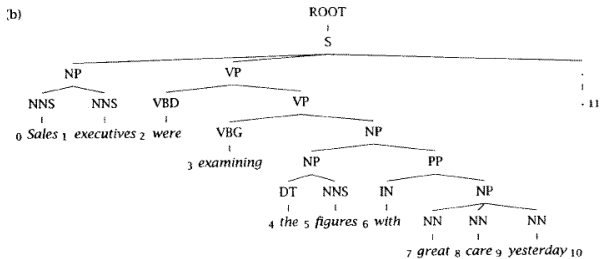 (b)
ROOT
S
NP VP .
NNS NNS VBD VP . 11
0 Sales 1 executives 2 were VBG NP
3 examining NP PP
DT NNS IN NP
4 the 5 figures 6 with NN NN NN
7 great 8 care 9 yesterday 10